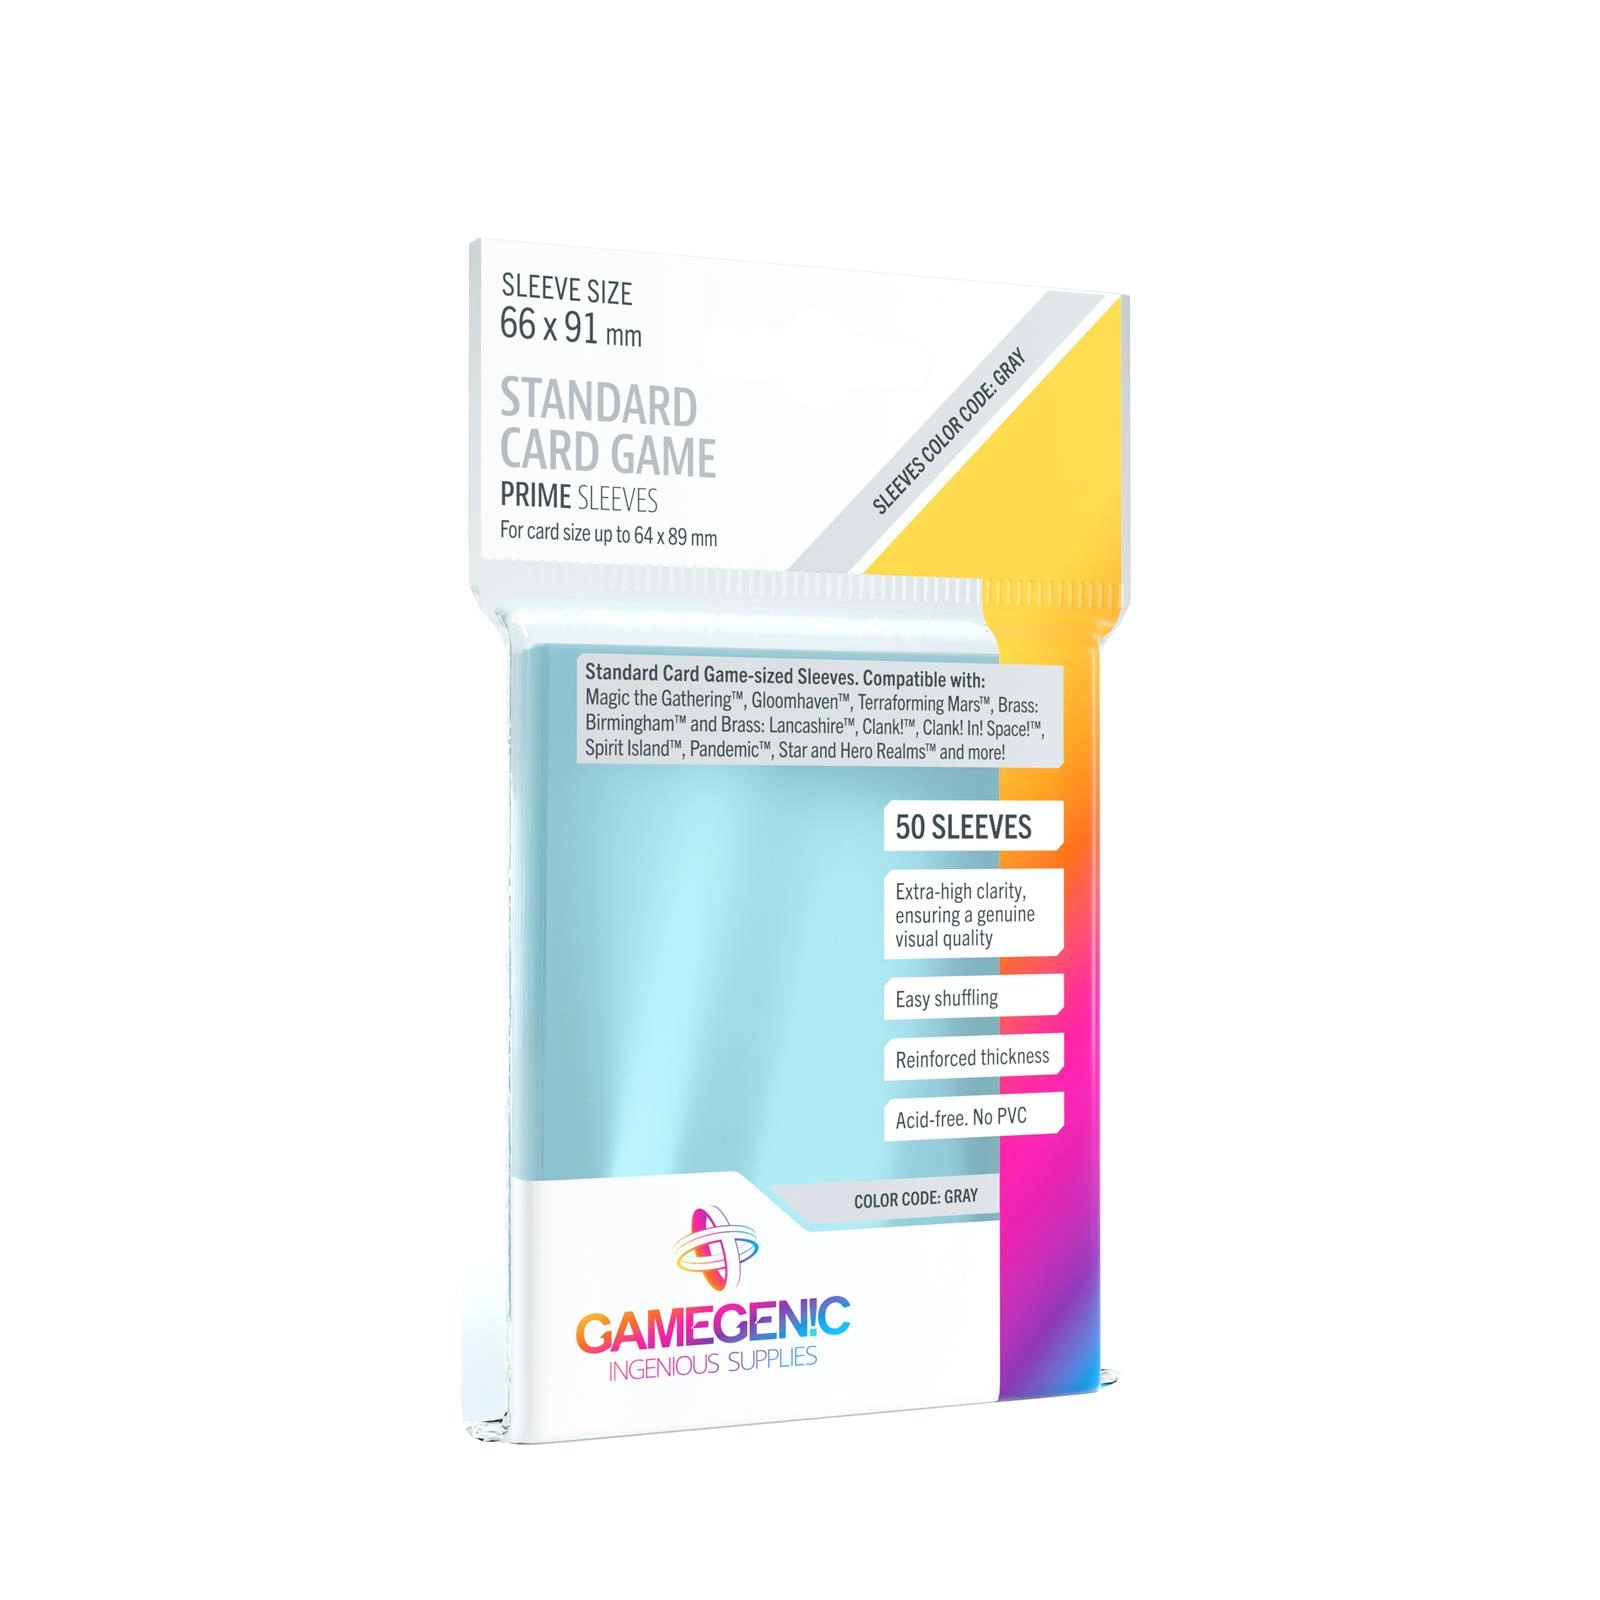 SLEEVE SIZE
66 x 91 mm
STANDARD
CARD GAME
PRIME SLEEVES
For card size up to 64 x 89 mm
SLEEVES COLOR CODE: GRAY
Standard Card Game-sized Sleeves. Compatible with:
Magic the Gathering™, Gloomhaven™, Terraforming Mars™, Brass:
Birmingham™ and Brass: Lancashire™, Clank!™, Clank! In! Space!™,
Spirit Island™, Pandemic™, Star and Hero Realms™ and more!
50 SLEEVES
Extra-high clarity,
ensuring a genuine
visual quality
Easy shuffling
Reinforced thickness
Acid-free. No PVC
COLOR CODE: GRAY
GAMEGEN!C
INGENIOUS SUPPLIES